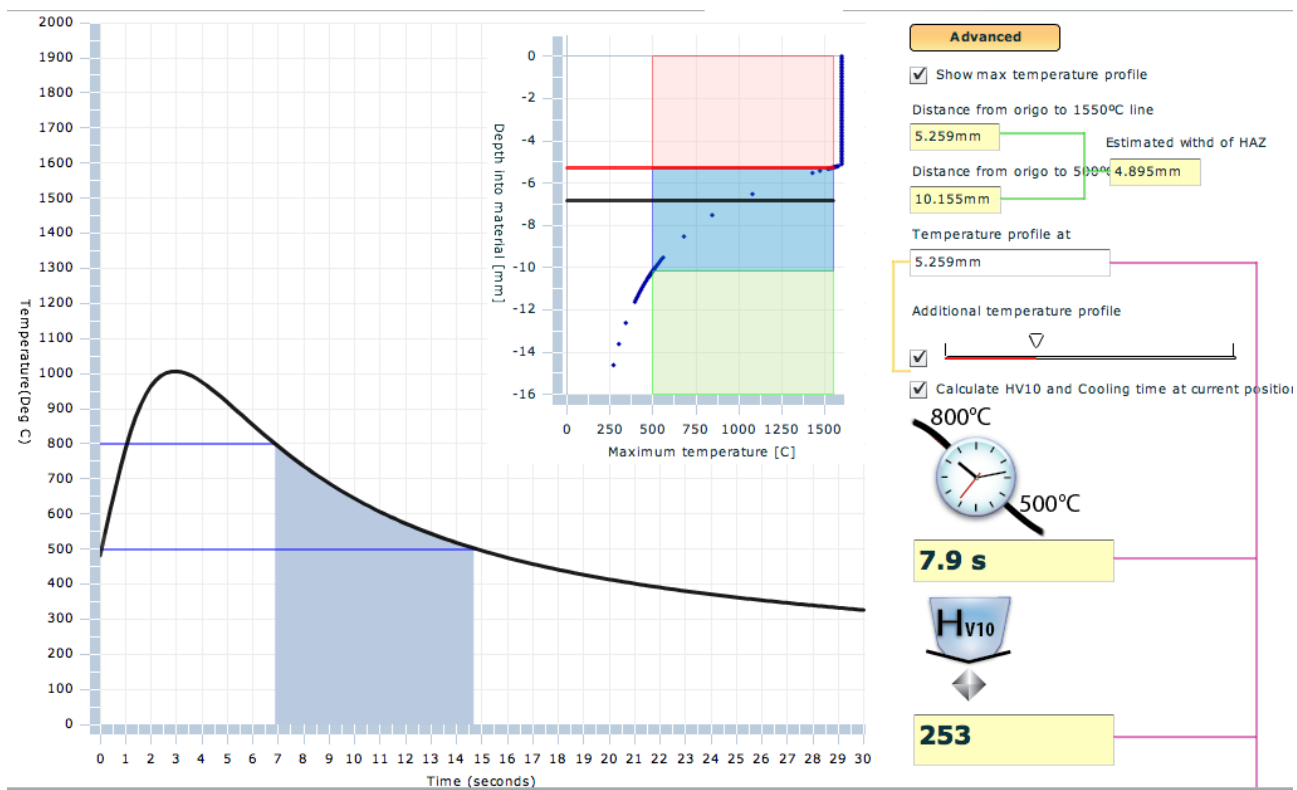 2000
1900
1800
1700
1600
1500
1400
1300
1200
1100
1000
900
800
700
600
500
400
300
200
100
0
Temperature(Deg C)
0 1 2 3 4 5 6 7 8 9 10 11 12 13 14 15 16 17 18 19 20 21 22 23 24 25 26 27 28 29 30
Time (seconds)
0
-2
-4
-6
-8
-10
-12
-14
-16
Depth into material [mm]
0 250 500 750 1000 1250 1500
Maximum temperature [C]
Advanced
Show max temperature profile
Distance from origo to 1550ºC line
5.259mm
Estimated withd of HAZ
Distance from origo to 500º
4.895mm
10.155mm
Temperature profile at
5.259mm
Additional temperature profile
Calculate HV10 and Cooling time at current position
800ºC
500ºC
7.9 s
HV10
253